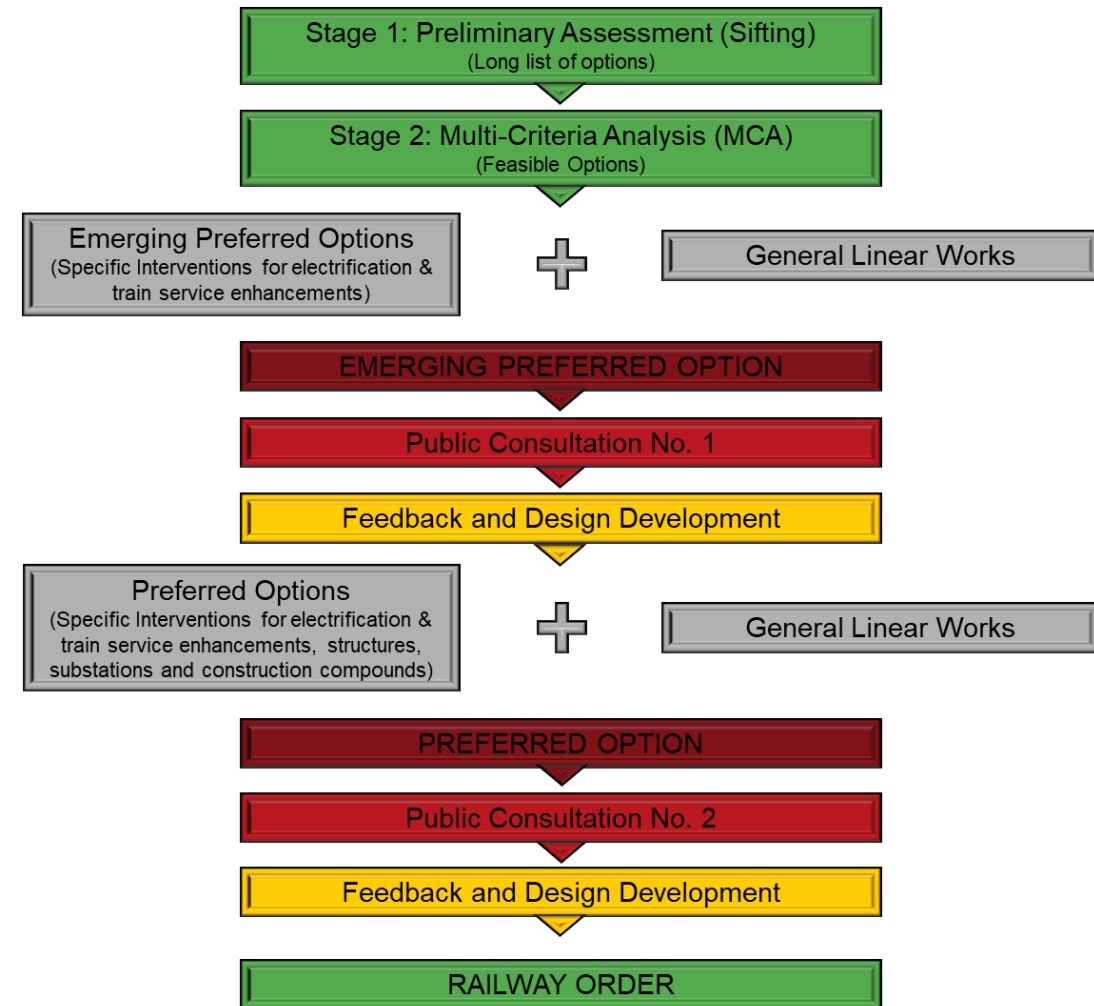 Stage 1: Preliminary Assessment (Sifting)
(Long list of options)
Stage 2: Multi-Criteria Analysis (MCA)
(Feasible Options)
Emerging Preferred Options
(Specific Interventions for electrification &
train service enhancements)
General Linear Works
EMERGING PREFERRED OPTION
Public Consultation No. 1
Feedback and Design Development
Preferred Options
(Specific Interventions for electrification &
train service enhancements, structures,
substations and construction compounds)
General Linear Works
PREFERRED OPTION
Public Consultation No. 2
Feedback and Design Development
RAILWAY ORDER